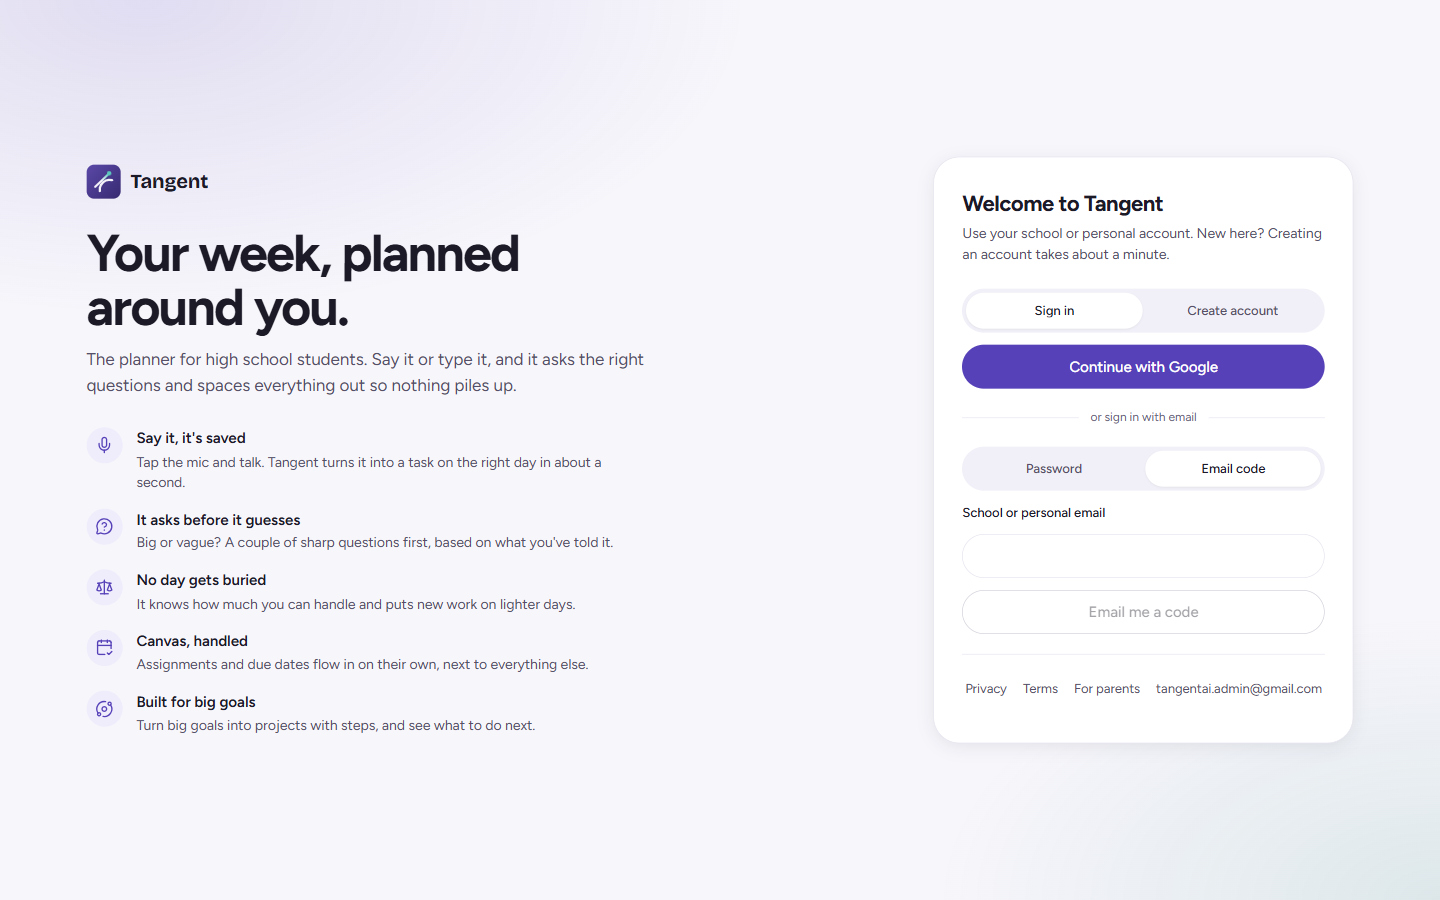 Tangent
Your week, planned
around you.
The planner for high school students. Say it or type it, and it asks the right
questions and spaces everything out so nothing piles up.
Say it, it's saved
Tap the mic and talk. Tangent turns it into a task on the right day in about a
second.
It asks before it guesses
Big or vague? A couple of sharp questions first, based on what you've told it.
No day gets buried
It knows how much you can handle and puts new work on lighter days.
Canvas, handled
Assignments and due dates flow in on their own, next to everything else.
Built for big goals
Turn big goals into projects with steps, and see what to do next.
Welcome to Tangent
Use your school or personal account. New here? Creating
an account takes about a minute.
Sign in Create account
Continue with Google
or sign in with email
Password Email code
School or personal email
Email me a code
Privacy Terms For parents tangentai.admin@gmail.com